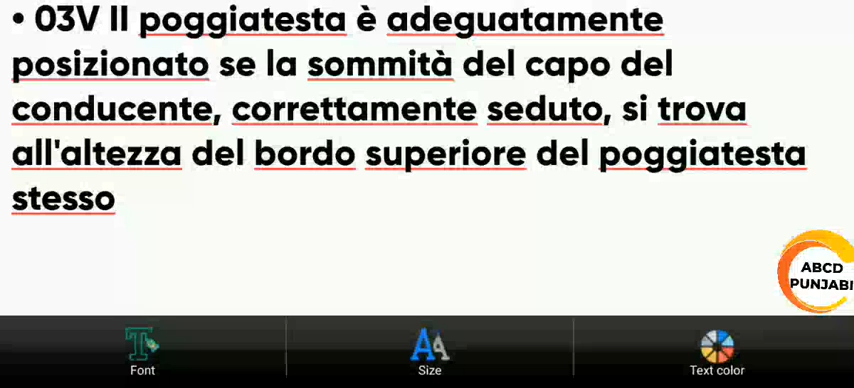 • 03V Il poggiatesta è adeguatamente
posizionato se la sommità del capo del
conducente, correttamente seduto, si trova
all'altezza del bordo superiore del poggiatesta
stesso
ABCD
PUNJABI
Font
Size
Text color